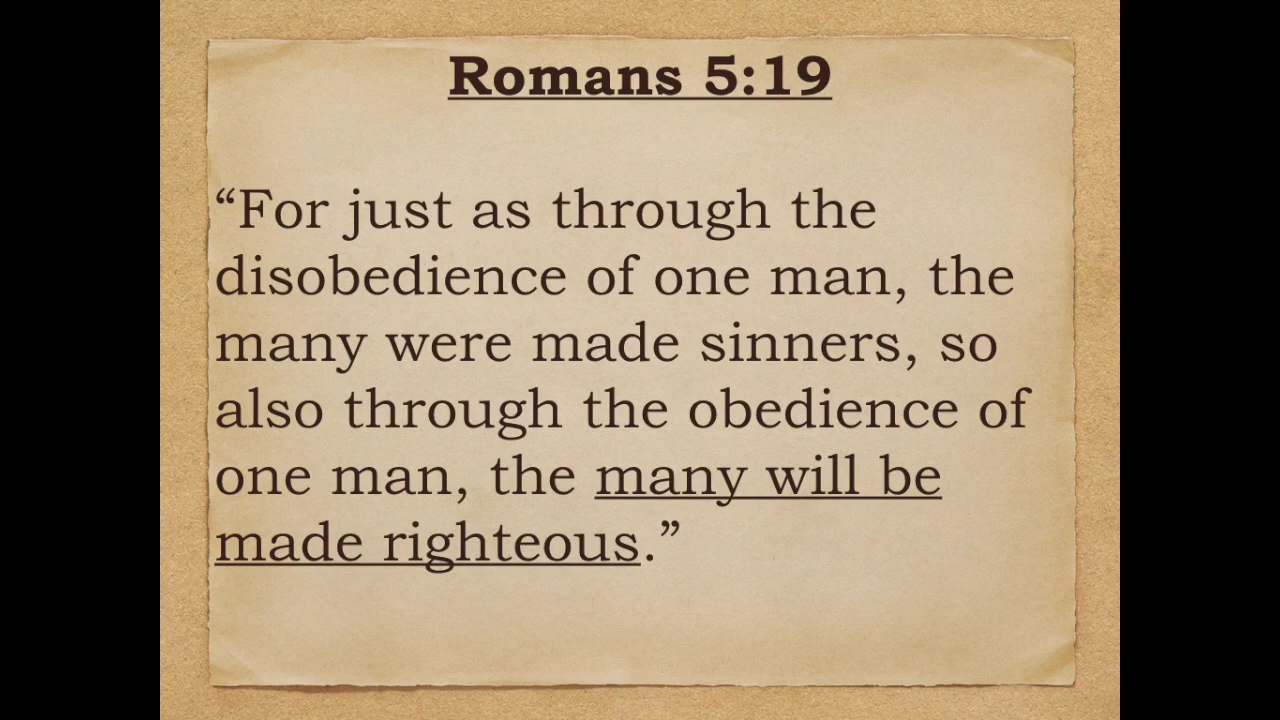 Romans 5:19
“For just as through the
disobedience of one man, the
many were made sinners, so
also through the obedience of
one man, the many will be
made righteous.”